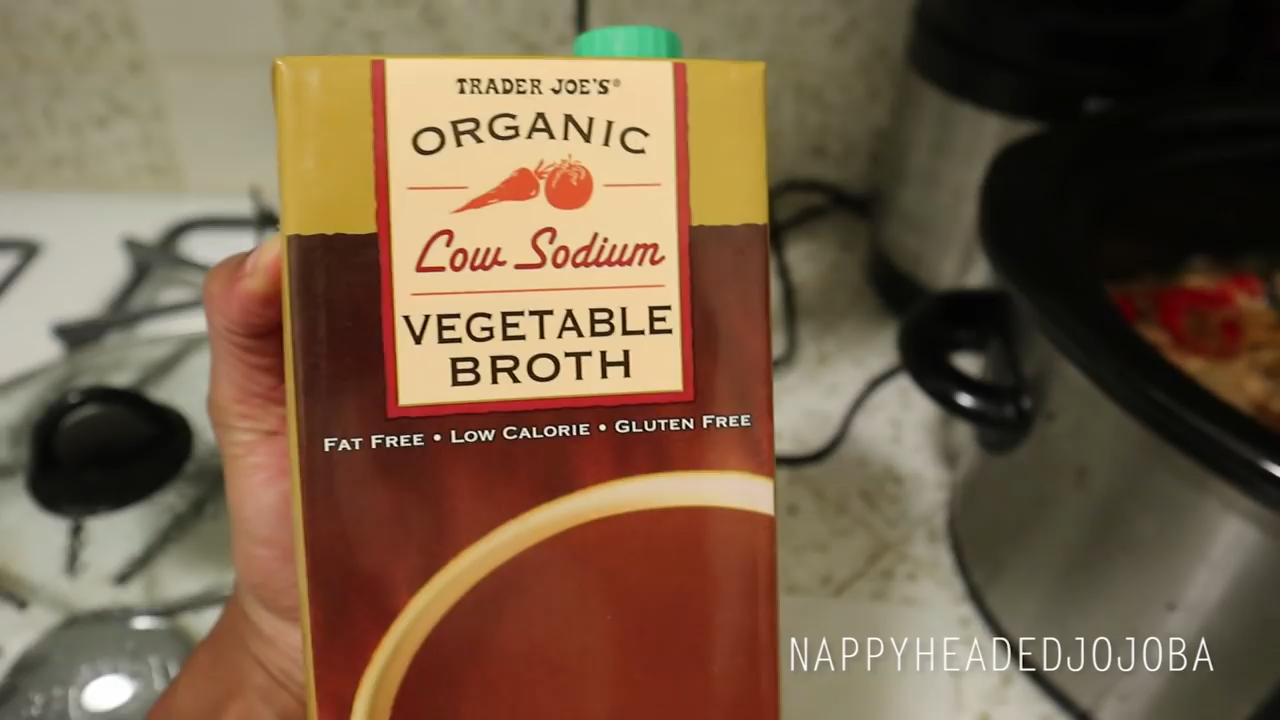 TRADER JOE'S®
ORGANIC
Low Sodium
VEGETABLE
BROTH
FAT FREE • LOW CALORIE • GLUTEN FREE
NAPPYHEADEDJOJOBA